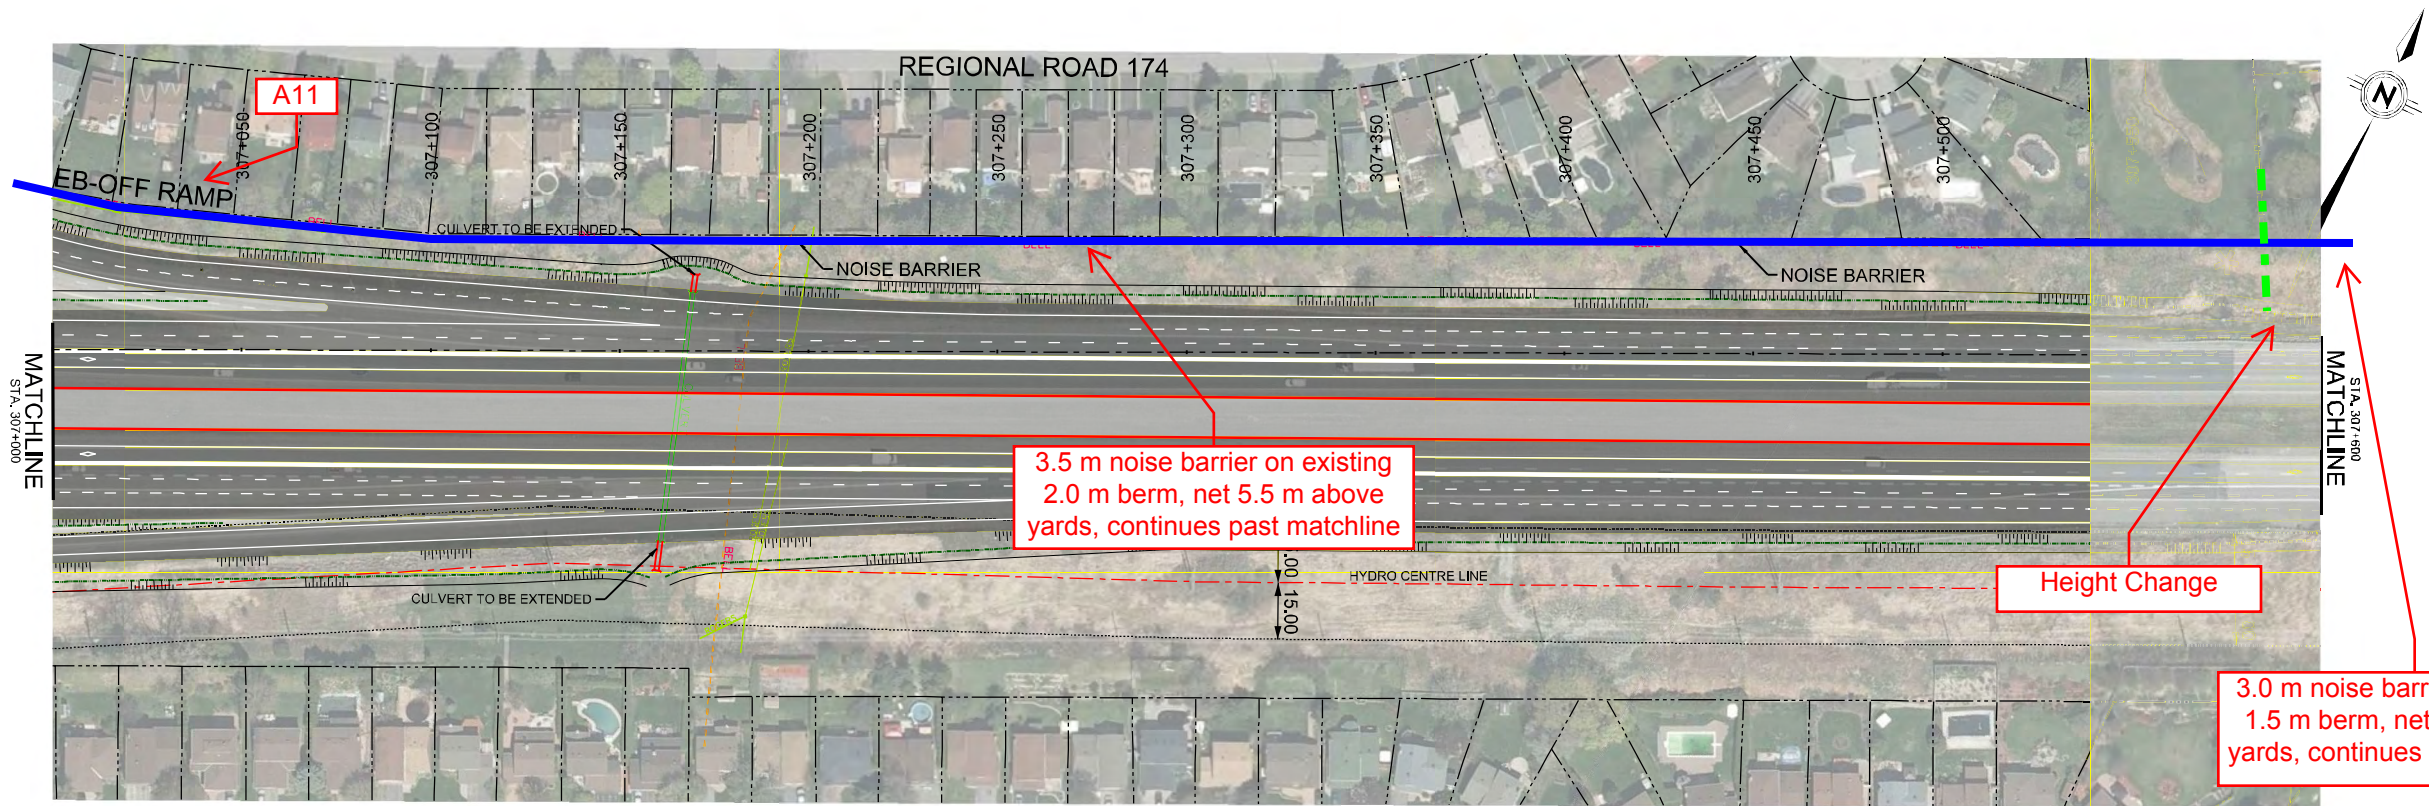 REGIONAL ROAD 174
A11
307+050
307+100
307+150
307+200
307+250
307+300
307+350
307+400
307+450
307+500
N
EB-OFF RAMP
BELL
CULVERT TO BE EXTENDED
BELL
BELL
NOISE BARRIER
NOISE BARRIER
MATCHLINE
STA. 307+000
STA. 307+600
MATCHLINE
3.5 m noise barrier on existing
2.0 m berm, net 5.5 m above
yards, continues past matchline
Height Change
BELL
HYDRO CENTRE LINE
CULVERT TO BE EXTENDED
15.00
3.0 m noise barr
1.5 m berm, net
yards, continues